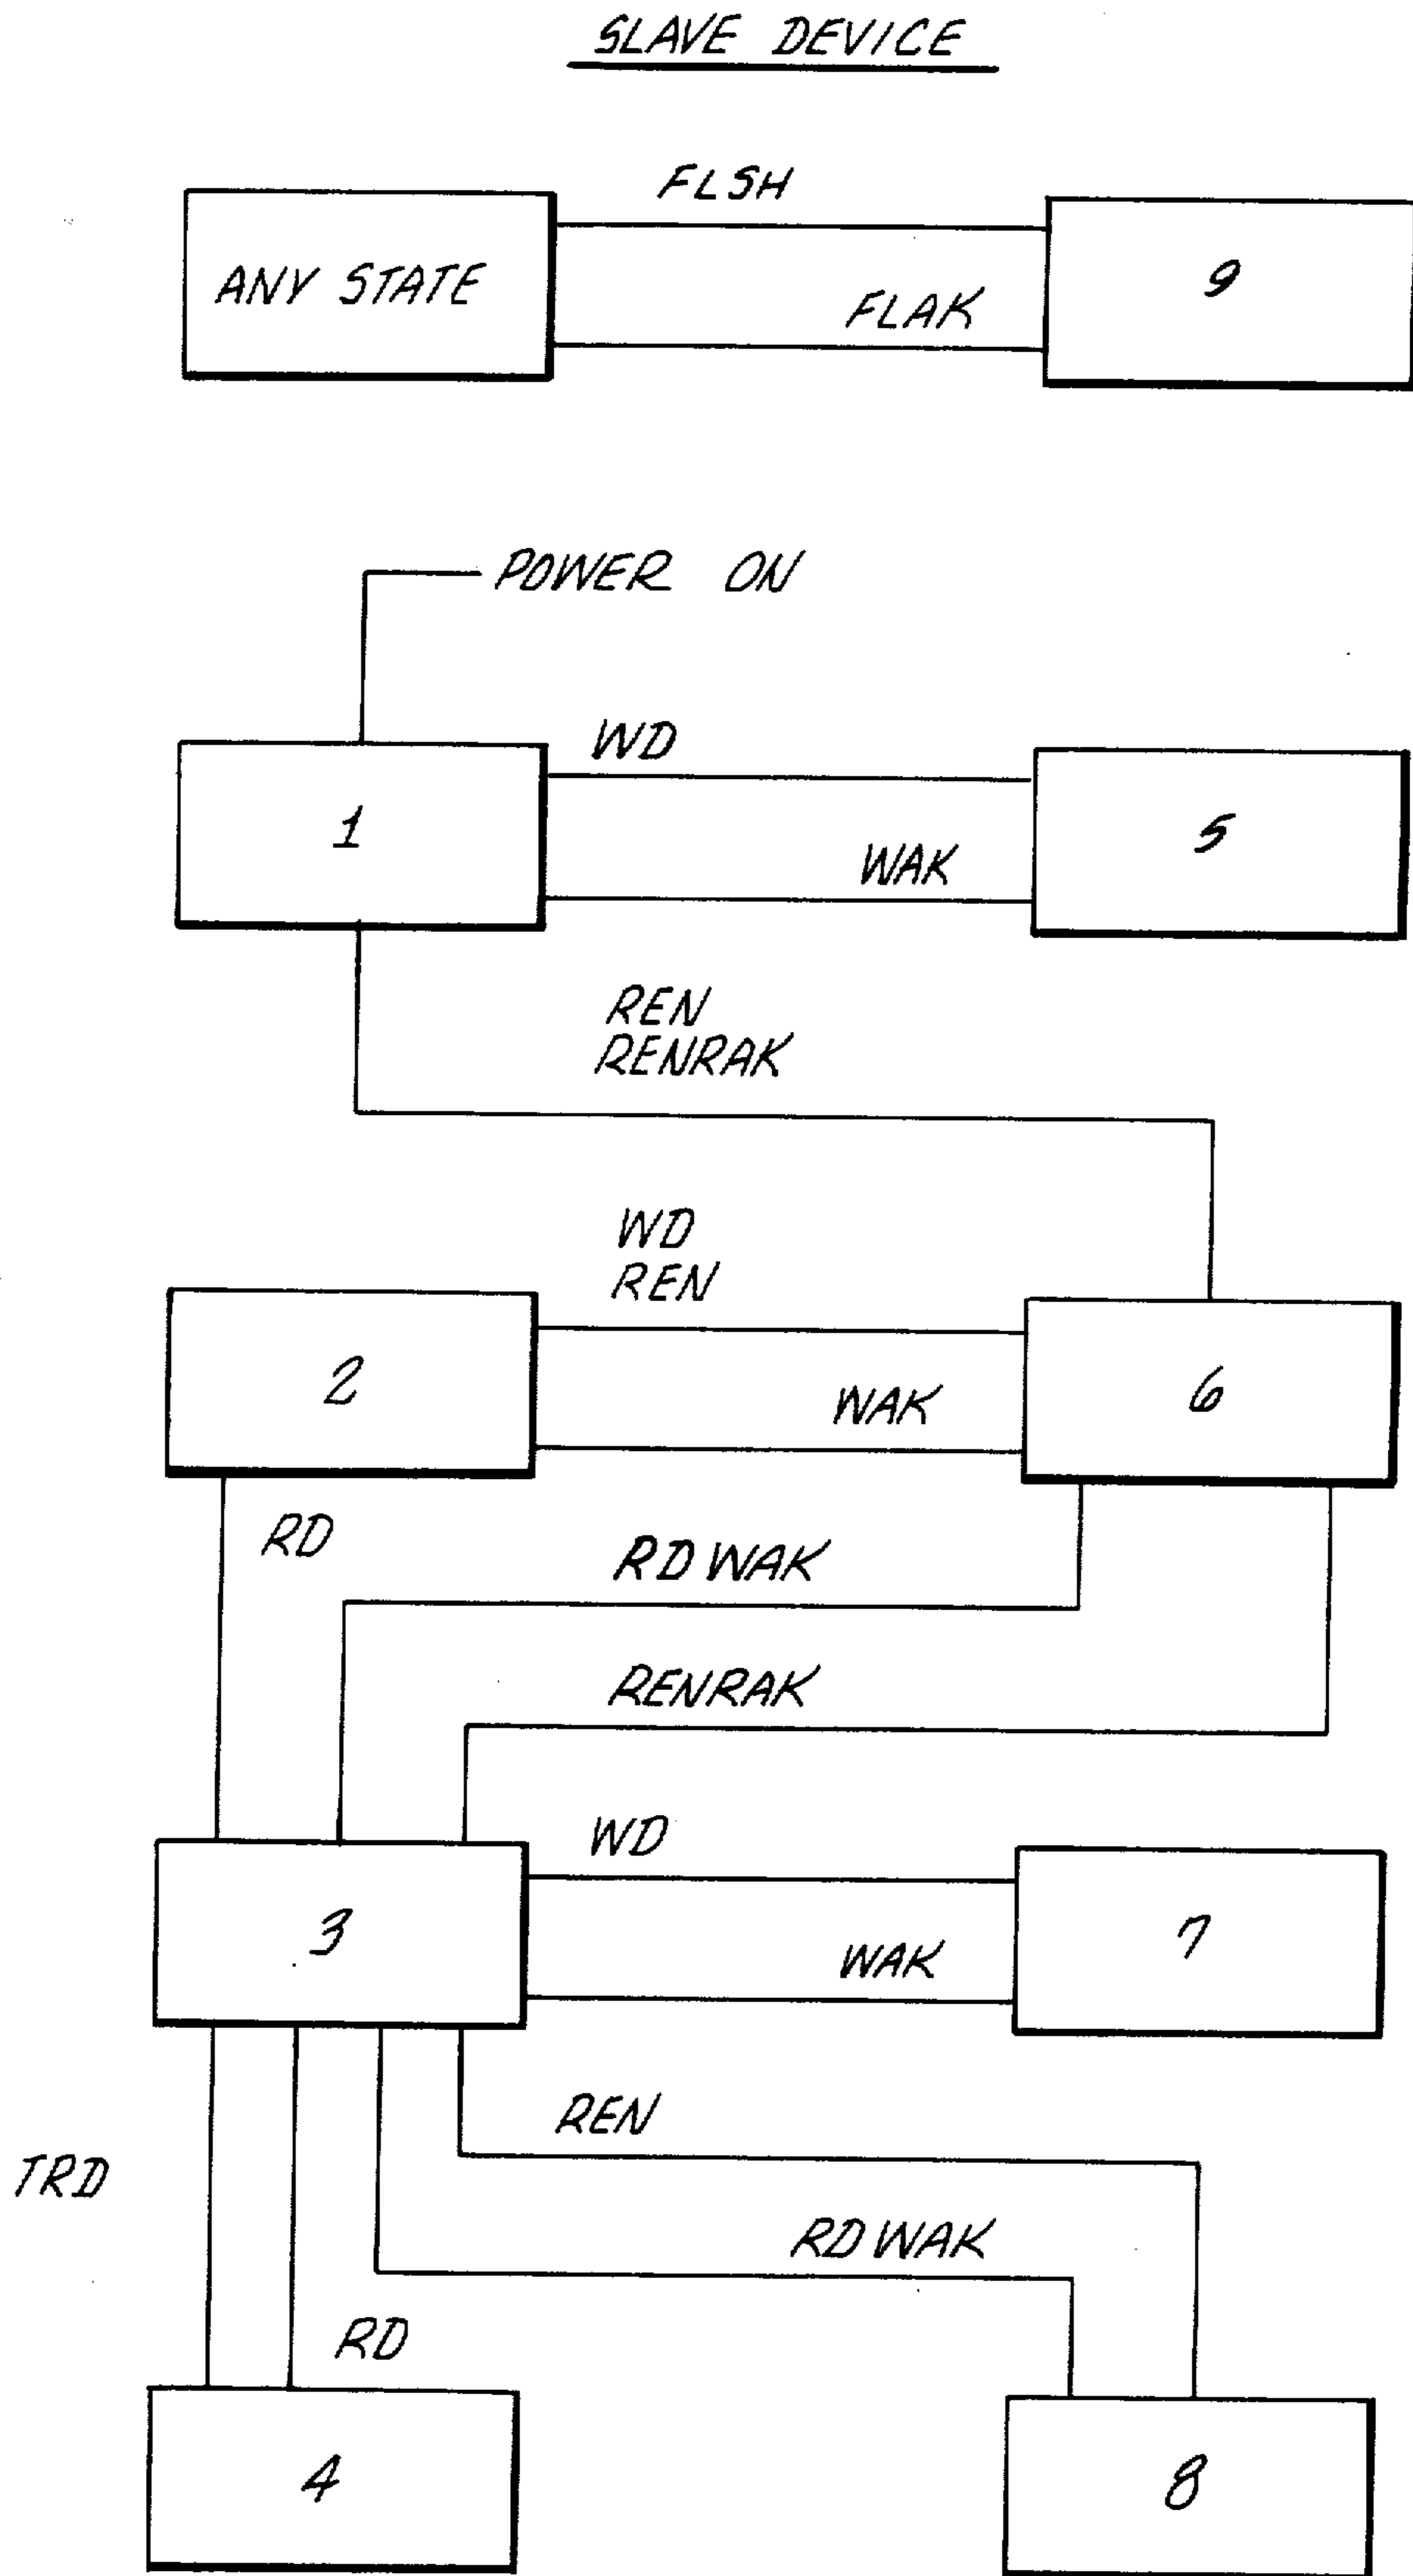 SLAVE DEVICE
FLSH
ANY STATE
9
FLAK
POWER ON
WD
1
5
WAK
REN
RENRAK
WD
REN
2
6
WAK
RD
RD WAK
RENRAK
WD
3
7
WAK
REN
TRD
RD WAK
RD
4
8